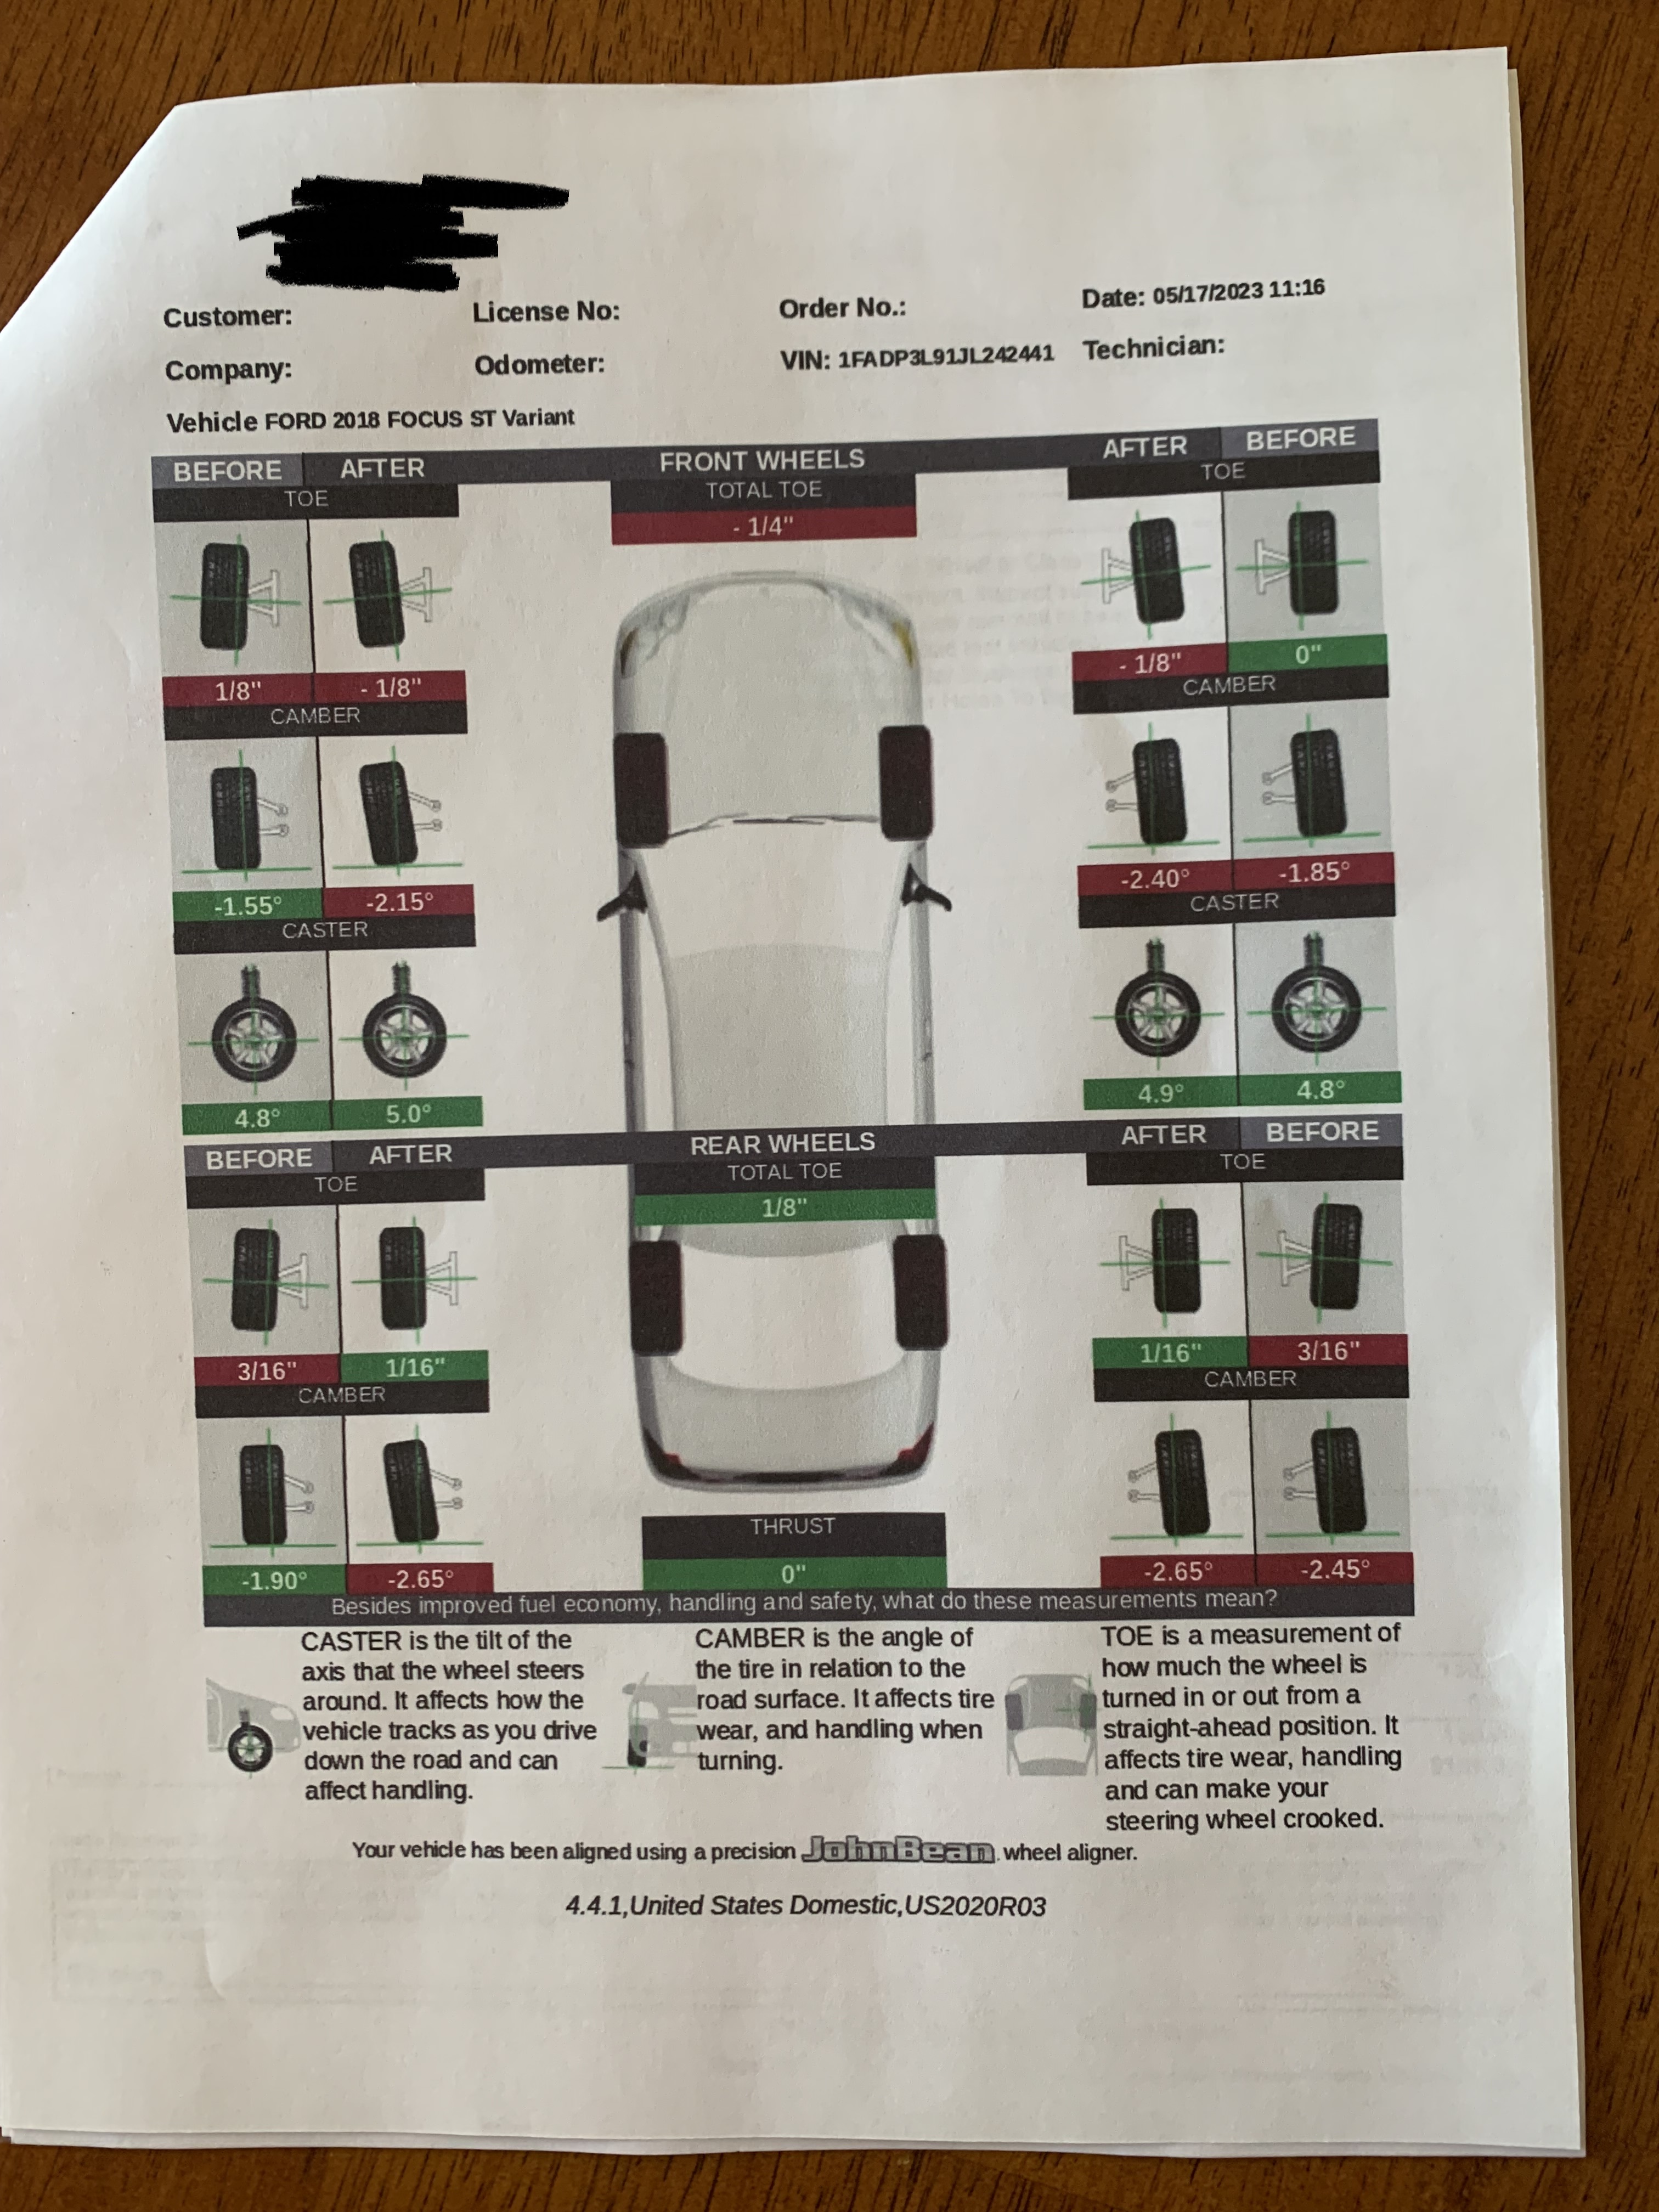 Customer: License No: Order No.: Date: 05/17/2023 11:16
Company: Odometer: VIN: 1FADP3L91JL242441 Technician:
Vehicle FORD 2018 FOCUS ST Variant
BEFORE AFTER FRONT WHEELS AFTER BEFORE
TOE TOTAL TOE TOE
- 1/4"
1/8" - 1/8" - 1/8" 0"
CAMBER CAMBER
-1.55° -2.15° -2.40° -1.85°
CASTER CASTER
4.8° 5.0° 4.9° 4.8°
BEFORE AFTER REAR WHEELS AFTER BEFORE
TOE TOTAL TOE TOE
1/8"
3/16" 1/16" 1/16" 3/16"
CAMBER CAMBER
THRUST
-1.90° -2.65° 0" -2.65° -2.45°
Besides improved fuel economy, handling and safety, what do these measurements mean?
CASTER is the tilt of the
axis that the wheel steers
around. It affects how the
vehicle tracks as you drive
down the road and can
affect handling.
CAMBER is the angle of
the tire in relation to the
road surface. It affects tire
wear, and handling when
turning.
TOE is a measurement of
how much the wheel is
turned in or out from a
straight-ahead position. It
affects tire wear, handling
and can make your
steering wheel crooked.
Your vehicle has been aligned using a precision JohnBean. wheel aligner.
4.4.1,United States Domestic,US2020R03